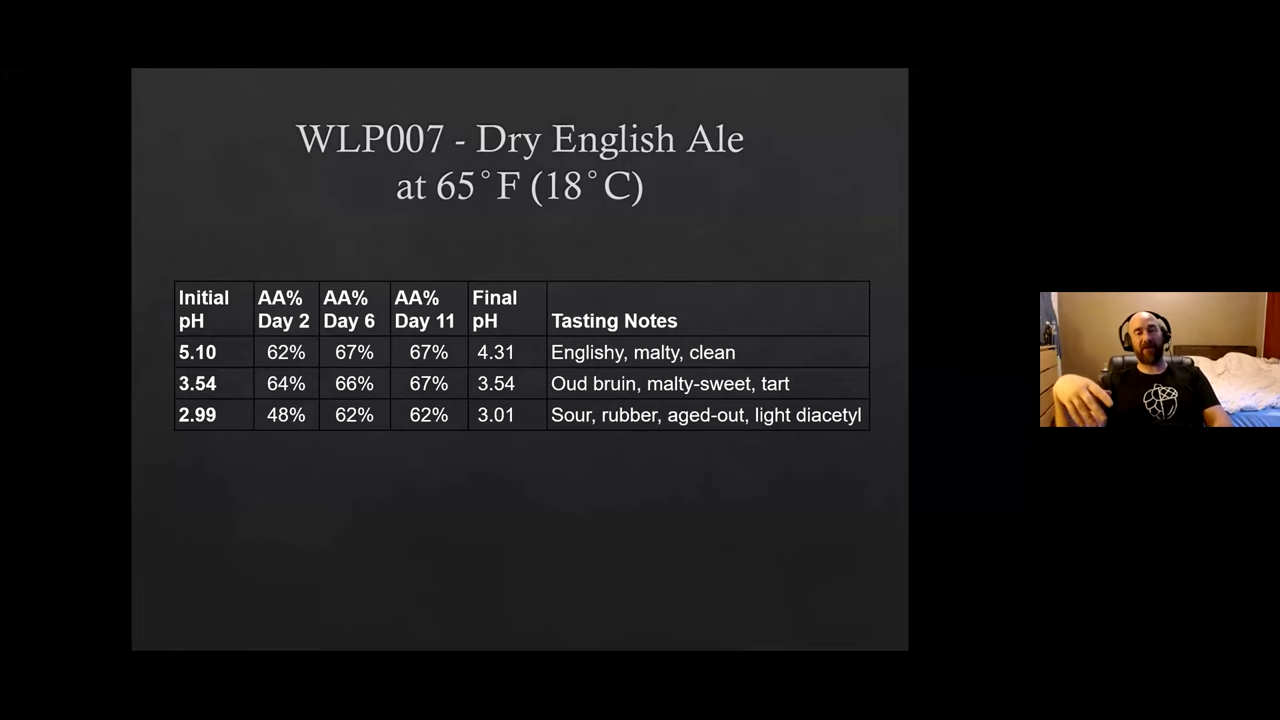 WLP007 - Dry English Ale
at 65°F (18°C)
Initial pH AA% Day 2 AA% Day 6 AA% Day 11 Final pH Tasting Notes
5.10 62% 67% 67% 4.31 Englishy, malty, clean
3.54 64% 66% 67% 3.54 Oud bruin, malty-sweet, tart
2.99 48% 62% 62% 3.01 Sour, rubber, aged-out, light diacetyl